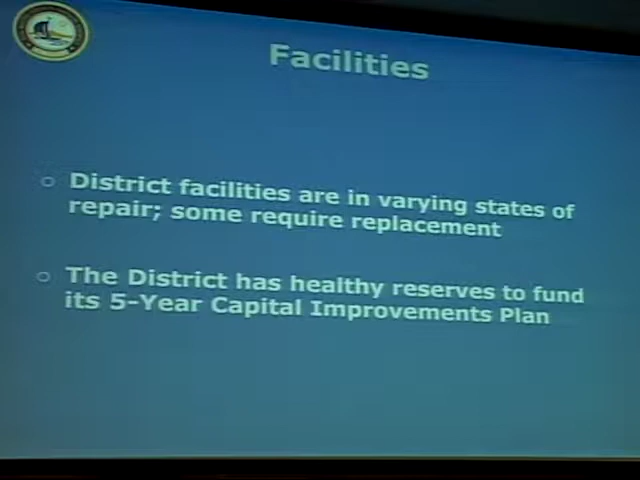 Facilities
District facilities are in varying states of
repair; some require replacement
The District has healthy reserves to fund
its 5-Year Capital Improvements Plan